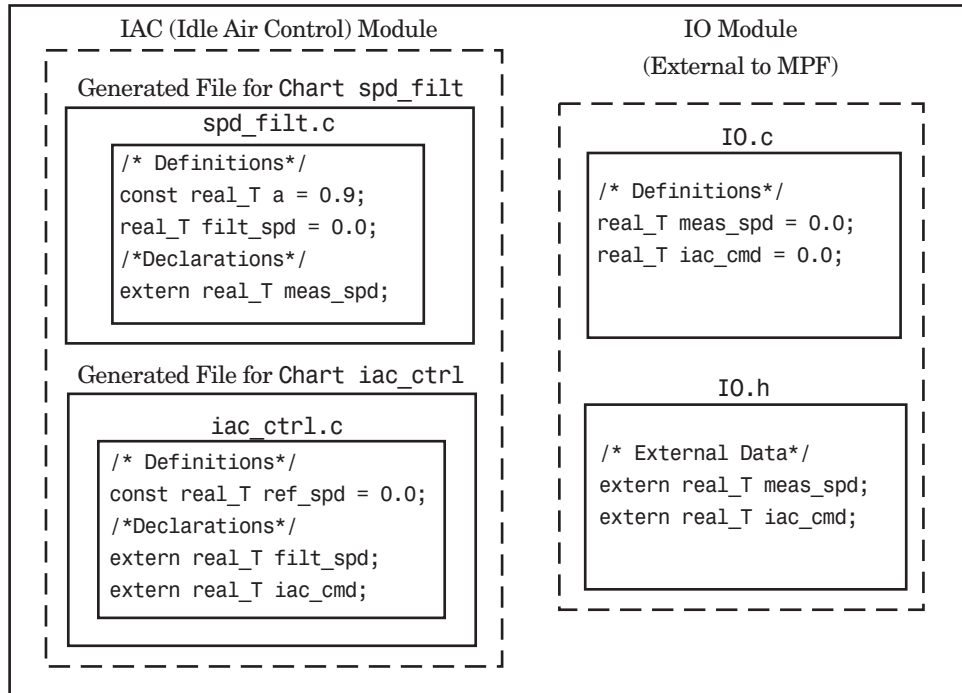 IAC (Idle Air Control) Module
Generated File for Chart spd_filt
spd_filt.c
/* Definitions*/
const real_T a = 0.9;
real_T filt_spd = 0.0;
/*Declarations*/
extern real_T meas_spd;
Generated File for Chart iac_ctrl
iac_ctrl.c
/* Definitions*/
const real_T ref_spd = 0.0;
/*Declarations*/
extern real_T filt_spd;
extern real_T iac_cmd;
IO Module
(External to MPF)
IO.c
/* Definitions*/
real_T meas_spd = 0.0;
real_T iac_cmd = 0.0;
IO.h
/* External Data*/
extern real_T meas_spd;
extern real_T iac_cmd;